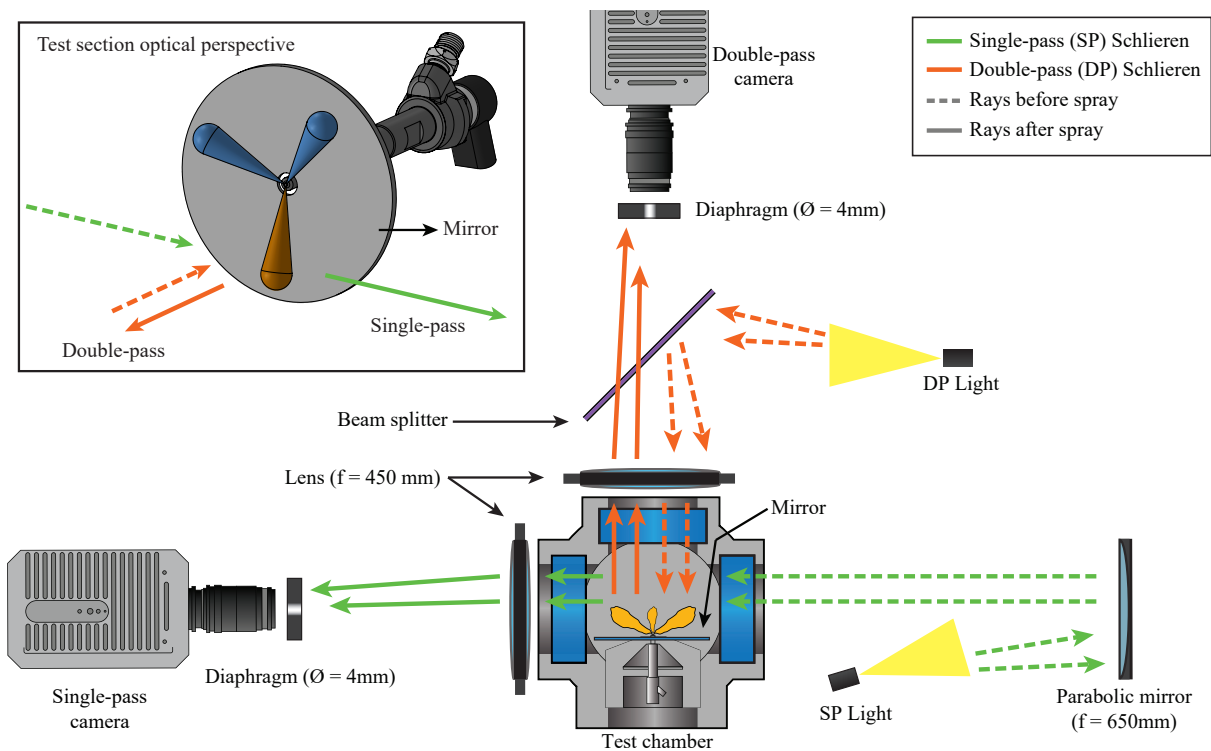 Test section optical perspective
Mirror
Single-pass
Double-pass
Double-pass
camera
Single-pass (SP) Schlieren
Double-pass (DP) Schlieren
Rays before spray
Rays after spray
Diaphragm (Ø = 4mm)
DP Light
Beam splitter
Lens (f = 450 mm)
Mirror
Diaphragm (Ø = 4mm)
Single-pass
camera
SP Light
Parabolic mirror
(f = 650mm)
Test chamber